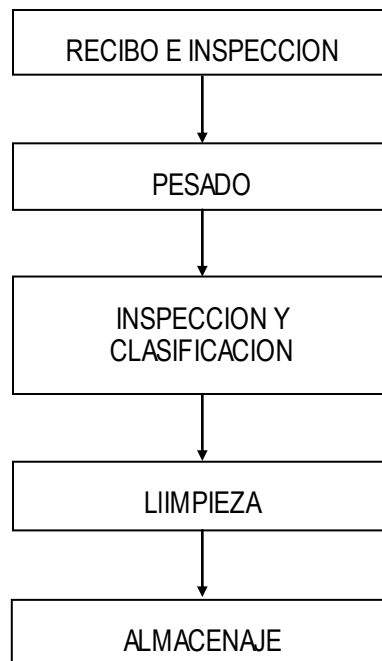 RECIBO E INSPECCION
PESADO
INSPECCION Y
CLASIFICACION
LIIMPIEZA
ALMACENAJE